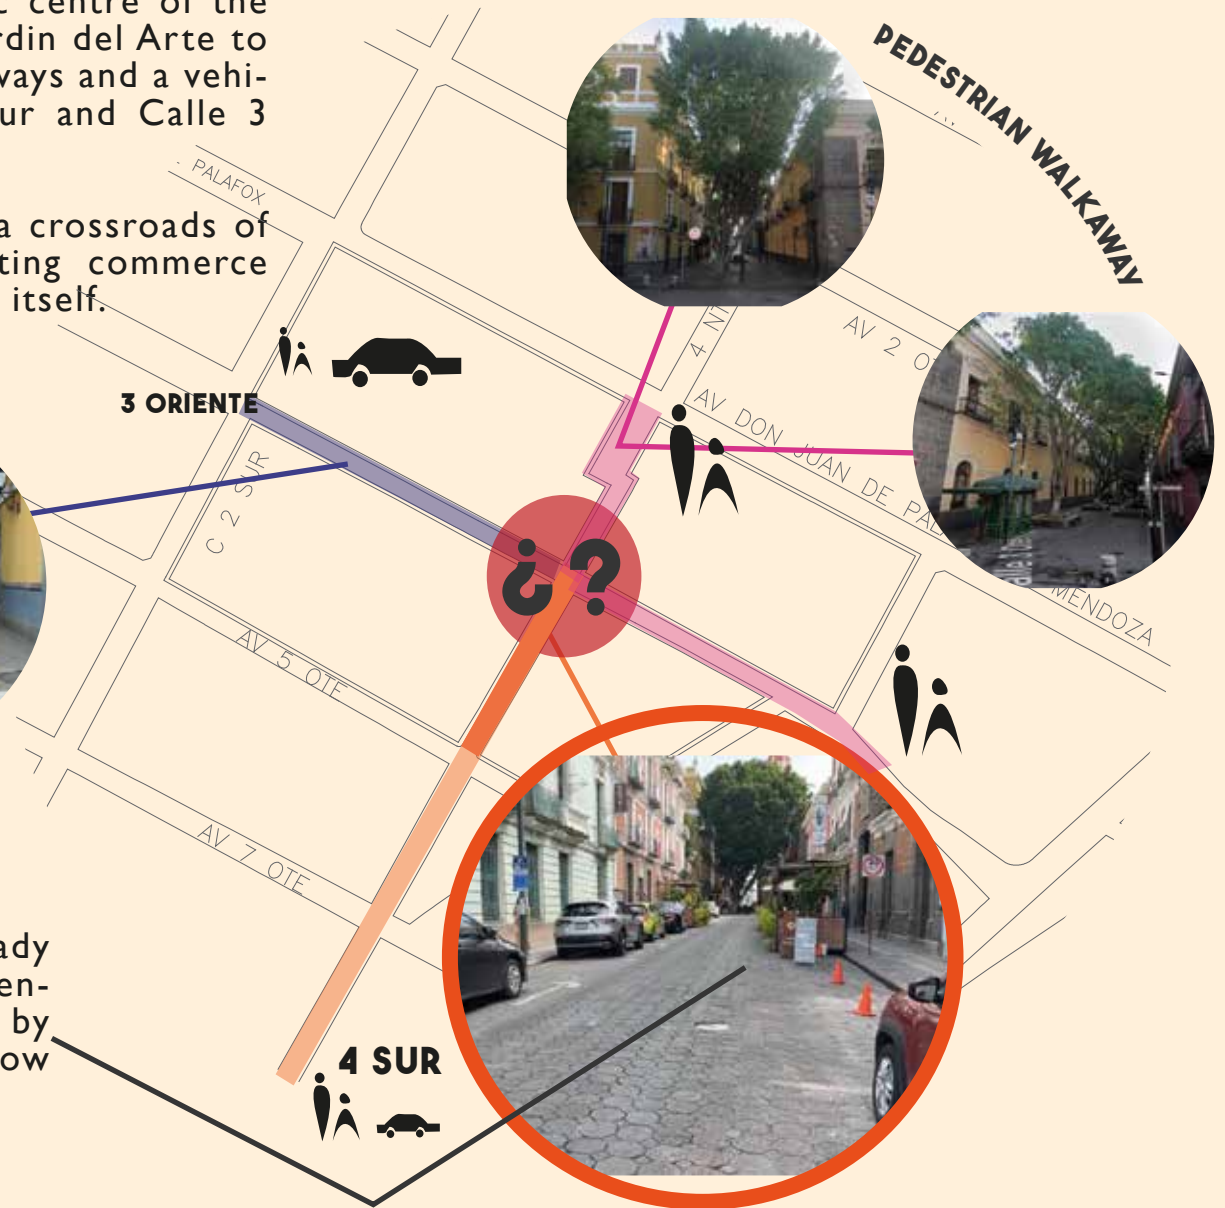 c centre of the
rdin del Arte to
ways and a vehi-
ur and Calle 3
a crossroads of
ting commerce
itself.
PEDESTRIAN WALKAWAY
PALAFOX
3 ORIENTE
C 2 SUR
4 N
AV 2 O
AV DON JUAN DE PAL
MENDOZA
¿?
AV 5 OTE
AV 7 OTE
ady
en-
by
ow
4 SUR